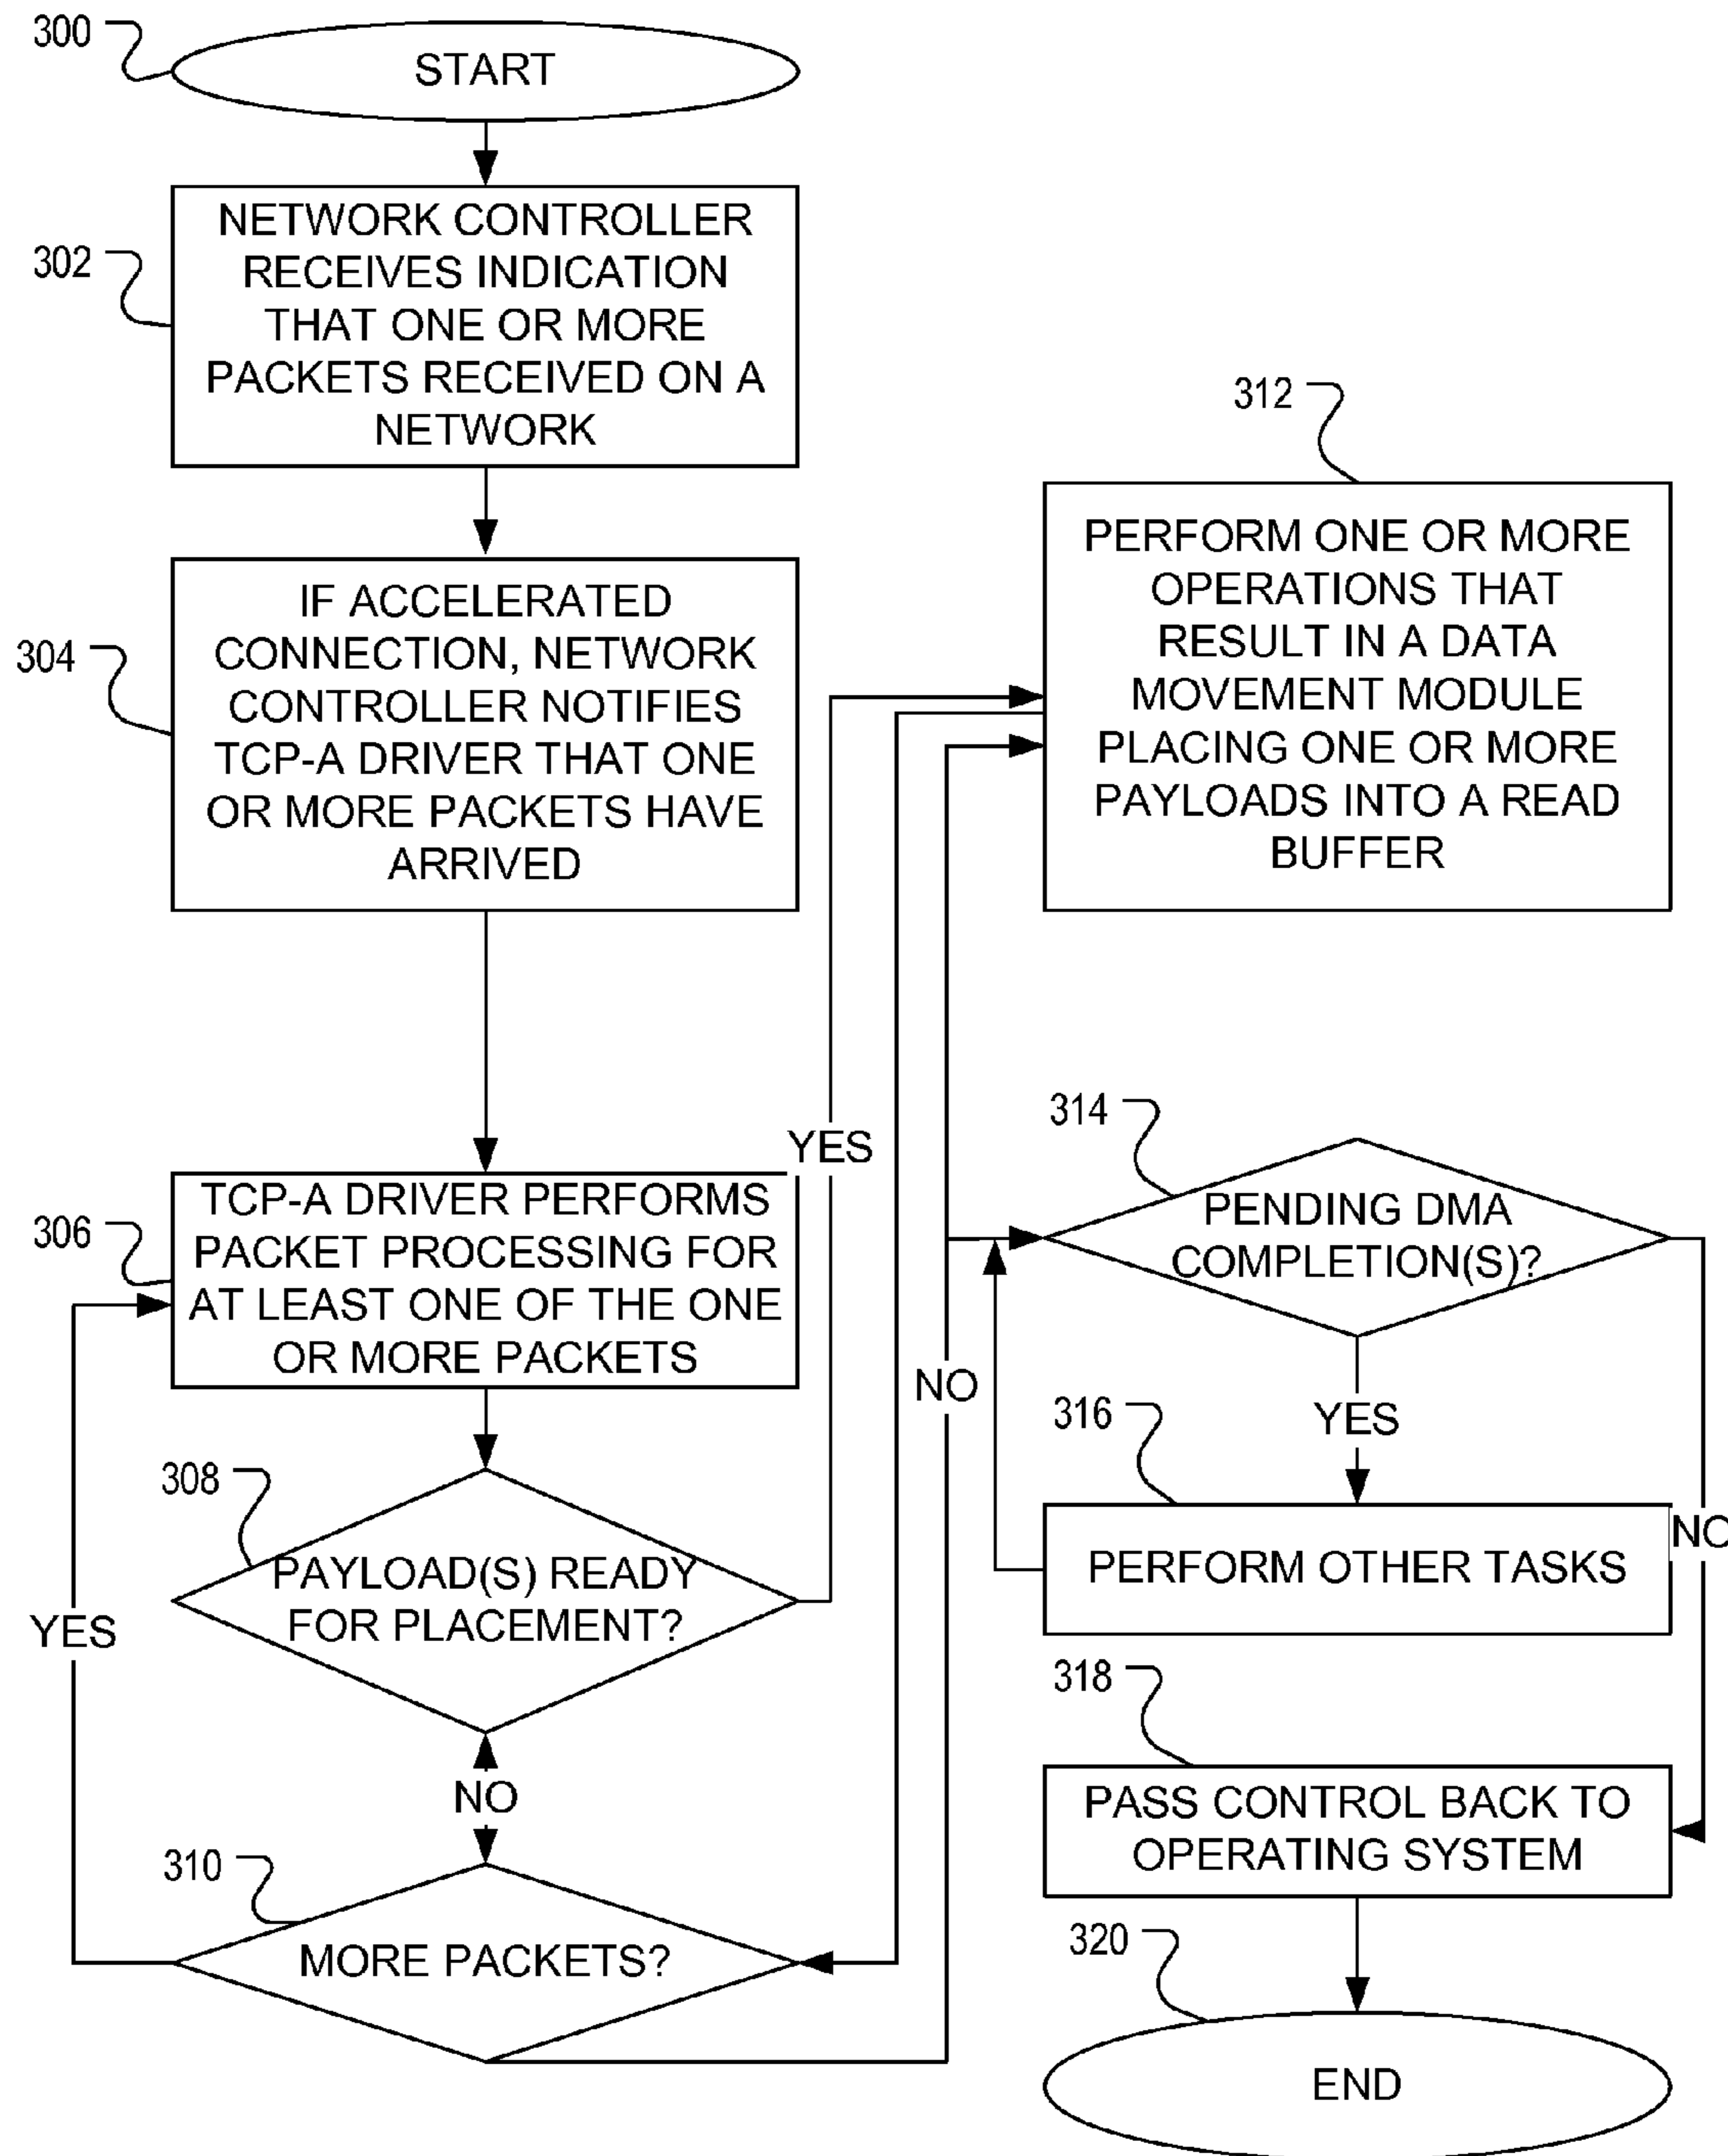 300
START
302
NETWORK CONTROLLER
RECEIVES INDICATION
THAT ONE OR MORE
PACKETS RECEIVED ON A
NETWORK
304
IF ACCELERATED
CONNECTION, NETWORK
CONTROLLER NOTIFIES
TCP-A DRIVER THAT ONE
OR MORE PACKETS HAVE
ARRIVED
306
TCP-A DRIVER PERFORMS
PACKET PROCESSING FOR
AT LEAST ONE OF THE ONE
OR MORE PACKETS
308
PAYLOAD(S) READY
FOR PLACEMENT?
YES
NO
310
MORE PACKETS?
YES
NO
312
PERFORM ONE OR MORE
OPERATIONS THAT
RESULT IN A DATA
MOVEMENT MODULE
PLACING ONE OR MORE
PAYLOADS INTO A READ
BUFFER
314
PENDING DMA
COMPLETION(S)?
YES
NO
316
PERFORM OTHER TASKS
318
PASS CONTROL BACK TO
OPERATING SYSTEM
320
END